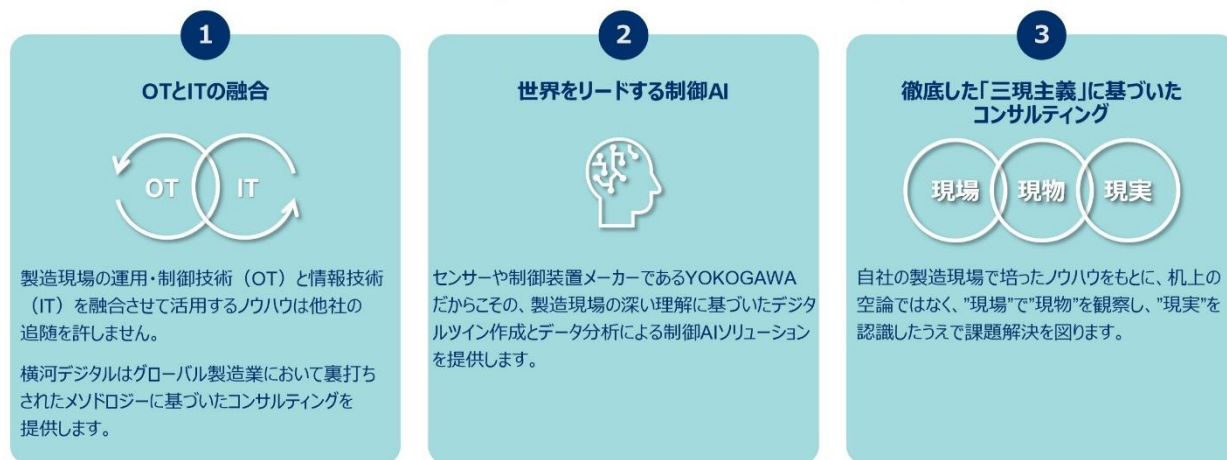 1
OTとITの融合
OT
IT
製造現場の運用・制御技術（OT）と情報技術
（IT）を融合させて活用するノウハウは他社の
追随を許しません。
横河デジタルはグローバル製造業において裏打ち
されたメソドロジーに基づいたコンサルティングを
提供します。
2
世界をリードする制御AI
センサーや制御装置メーカーであるYOKOGAWA
だからこその、製造現場の深い理解に基づいたデジタ
ルツイン作成とデータ分析による制御AIソリューション
を提供します。
3
徹底した「三現主義」に基づいた
コンサルティング
現場
現物
現実
自社の製造現場で培ったノウハウをもとに、机上の
空論ではなく、”現場”で”現物”を観察し、”現実”を
認識したうえで課題解決を図ります。